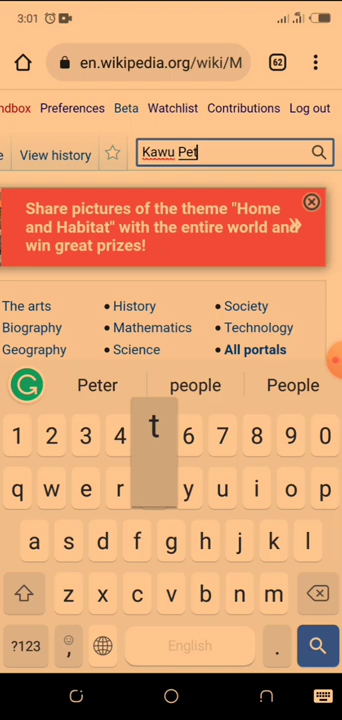 3:01
62
en.wikipedia.org/wiki/M
ndbox Preferences Beta Watchlist Contributions Log out
e View history Kawu Pet
Share pictures of the theme "Home
and Habitat" with the entire world and
win great prizes!
The arts • History • Society
Biography • Mathematics • Technology
Geography • Science • All portals
G Peter people People
t
1 2 3 4 6 7 8 9 0
q w e r y u i o p
a s d f g h j k l
z x c v b n m
?123 , English .